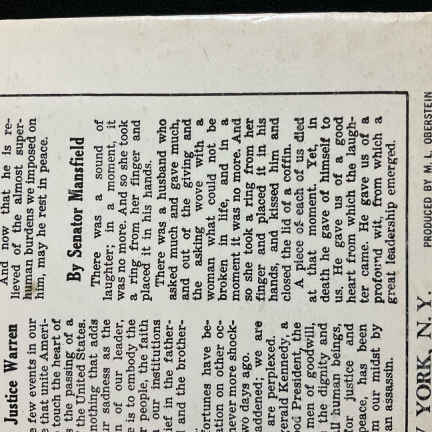 Justice Warren
few events in our
that unite Ameri-
touch the heart of
the passing of a
the United States.
nothing that adds
sadness as the
of our leader,
is to embody the
people, the faith
our institutions
in the father-
and the brother-
fortunes have be-
on other oc-
never more shock-
days ago.
we are
are perplexed.
Kennedy, a
President, the
men of goodwill,
the dignity and
human beings
for justice and
peace, has been
our midst by
an assassin.
And now that he is re-
lieved of the almost super-
human burdens we imposed on
him, may he rest in peace.
By Senator Mansfield
There was a sound of
laughter; in a moment, it
was no more. And so she took
a ring from her finger and
placed it in his hands.
There was a husband who
asked much and gave much,
and out of the giving and
the asking wove with a
woman what could not be
broken in life, and in a
moment it was no more. And
so she took a ring from her
finger and placed it in his
hands, and kissed him and
closed the lid of a coffin.
A piece of each of us died
at that moment. Yet, in
death he gave of himself to
us. He gave us of a good
heart from which the laugh-
ter came. He gave us of a
profound wit, from which a
great leadership emerged.
YORK, N. Y. PRODUCED BY M. L. OBERSTEIN